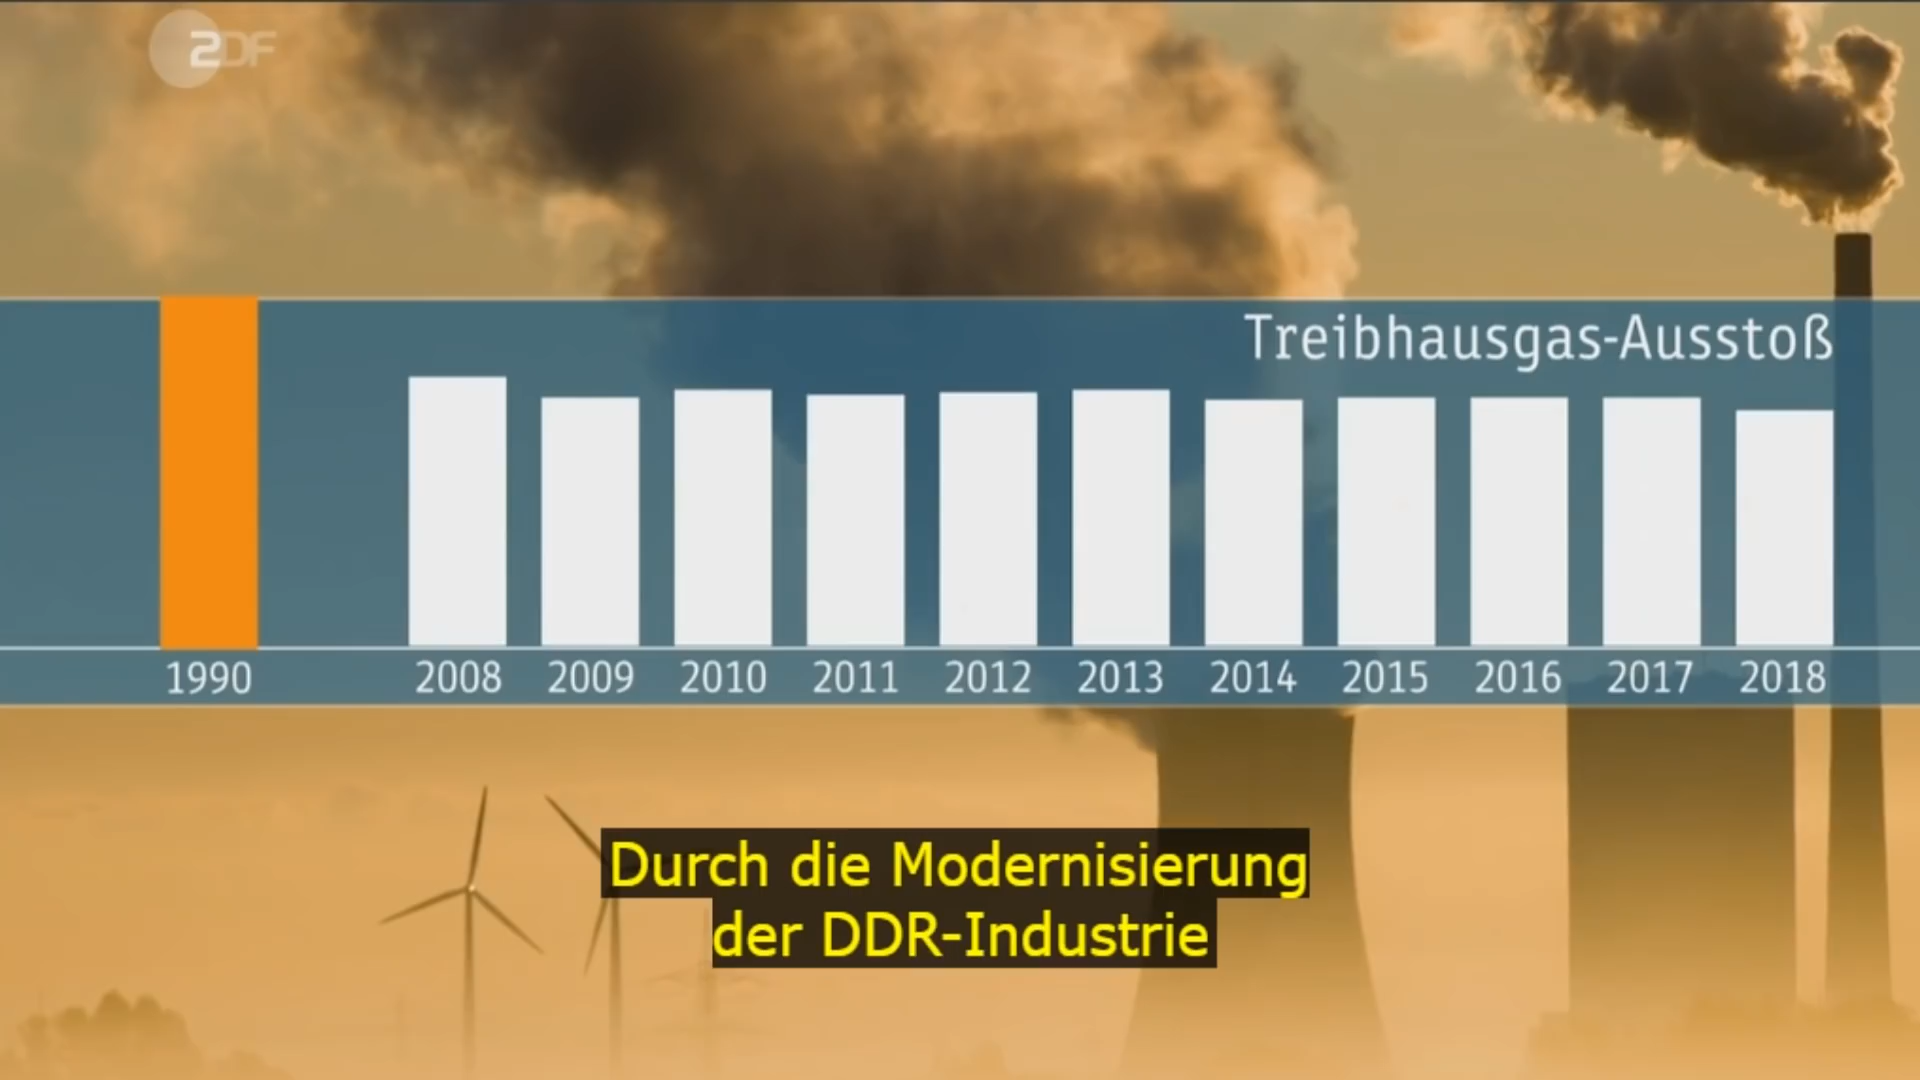 ZDF
Treibhausgas-Ausstoß
1990 2008 2009 2010 2011 2012 2013 2014 2015 2016 2017 2018
Durch die Modernisierung
der DDR-Industrie